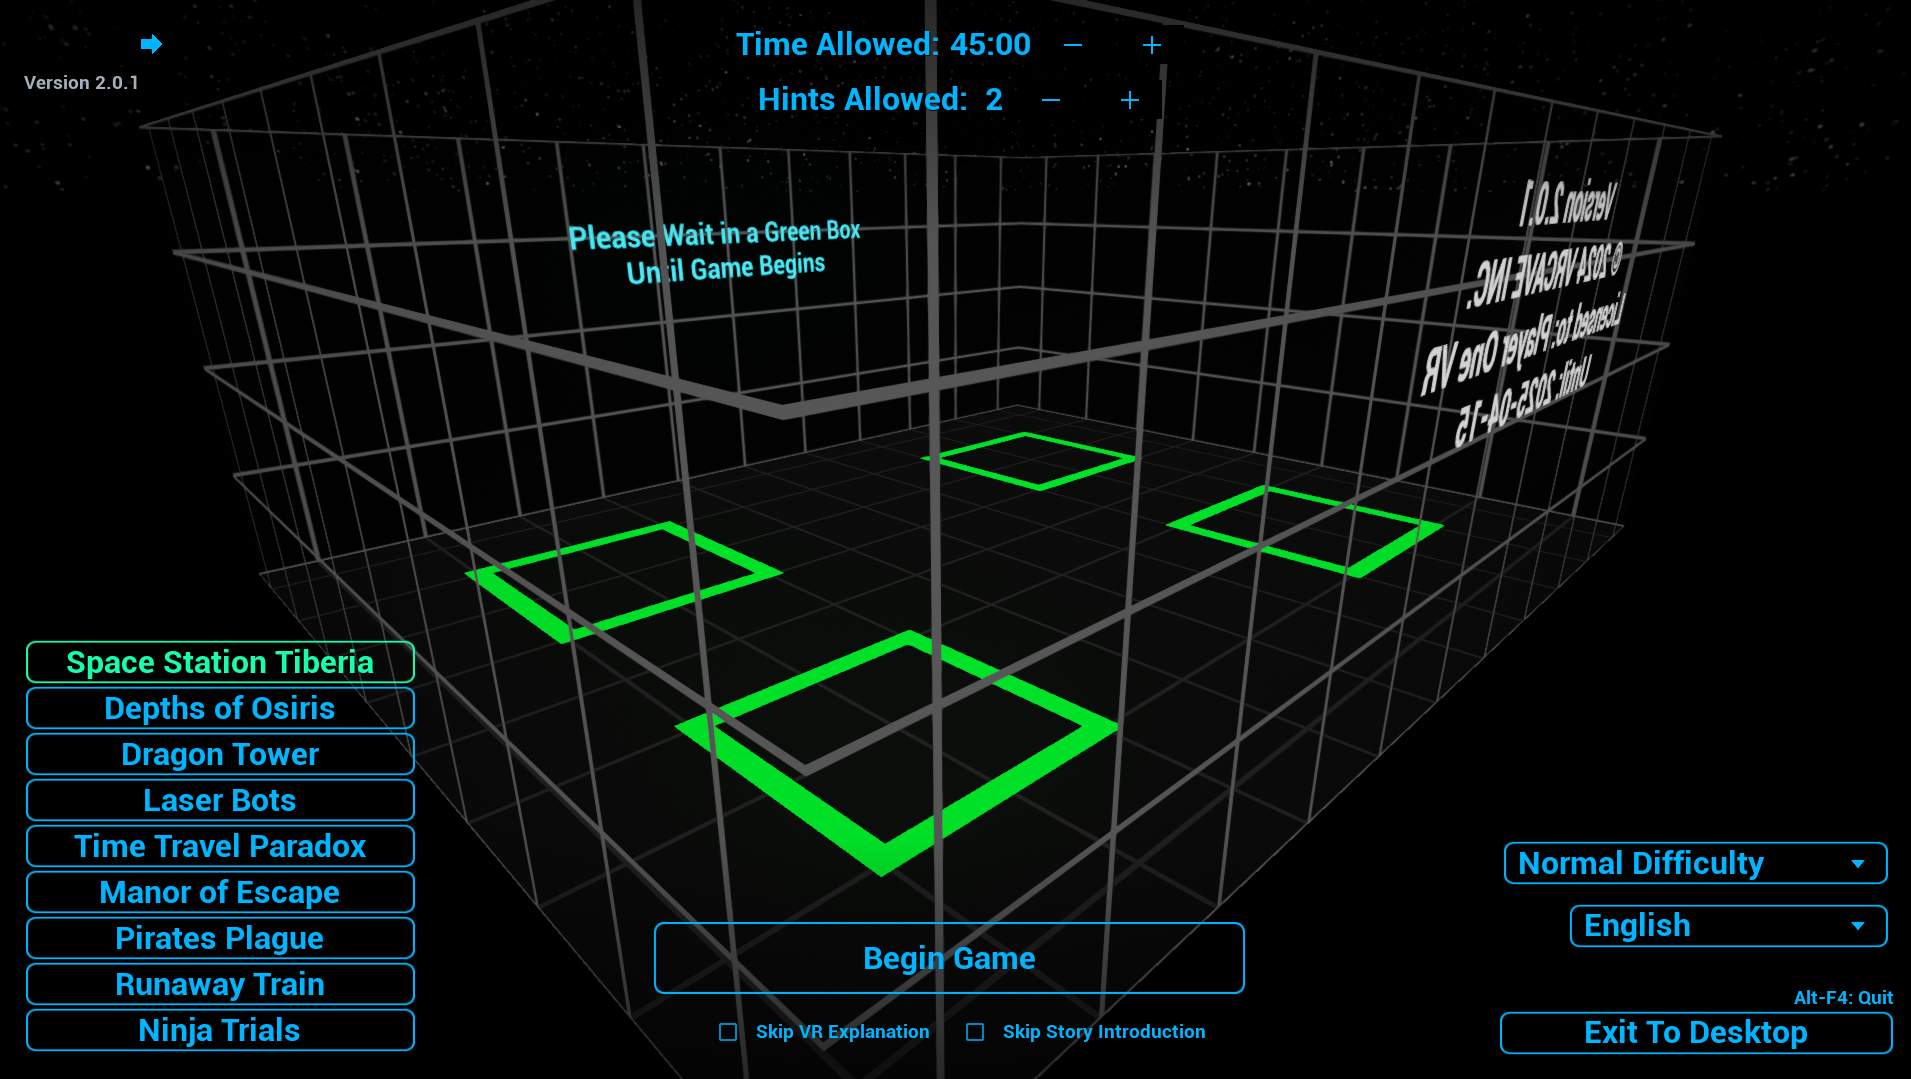 Time Allowed: 45:00 − +
Version 2.0.1
Hints Allowed: 2 − +
Please Wait in a Green Box
Until Game Begins
Version 2.0.1
© 2024 VRCAVE INC.
Licensed to: Player One VR
Until: 2025-04-15
Space Station Tiberia
Depths of Osiris
Dragon Tower
Laser Bots
Time Travel Paradox
Manor of Escape
Pirates Plague
Runaway Train
Ninja Trials
Begin Game
Skip VR Explanation
Skip Story Introduction
Normal Difficulty
English
Alt-F4: Quit
Exit To Desktop